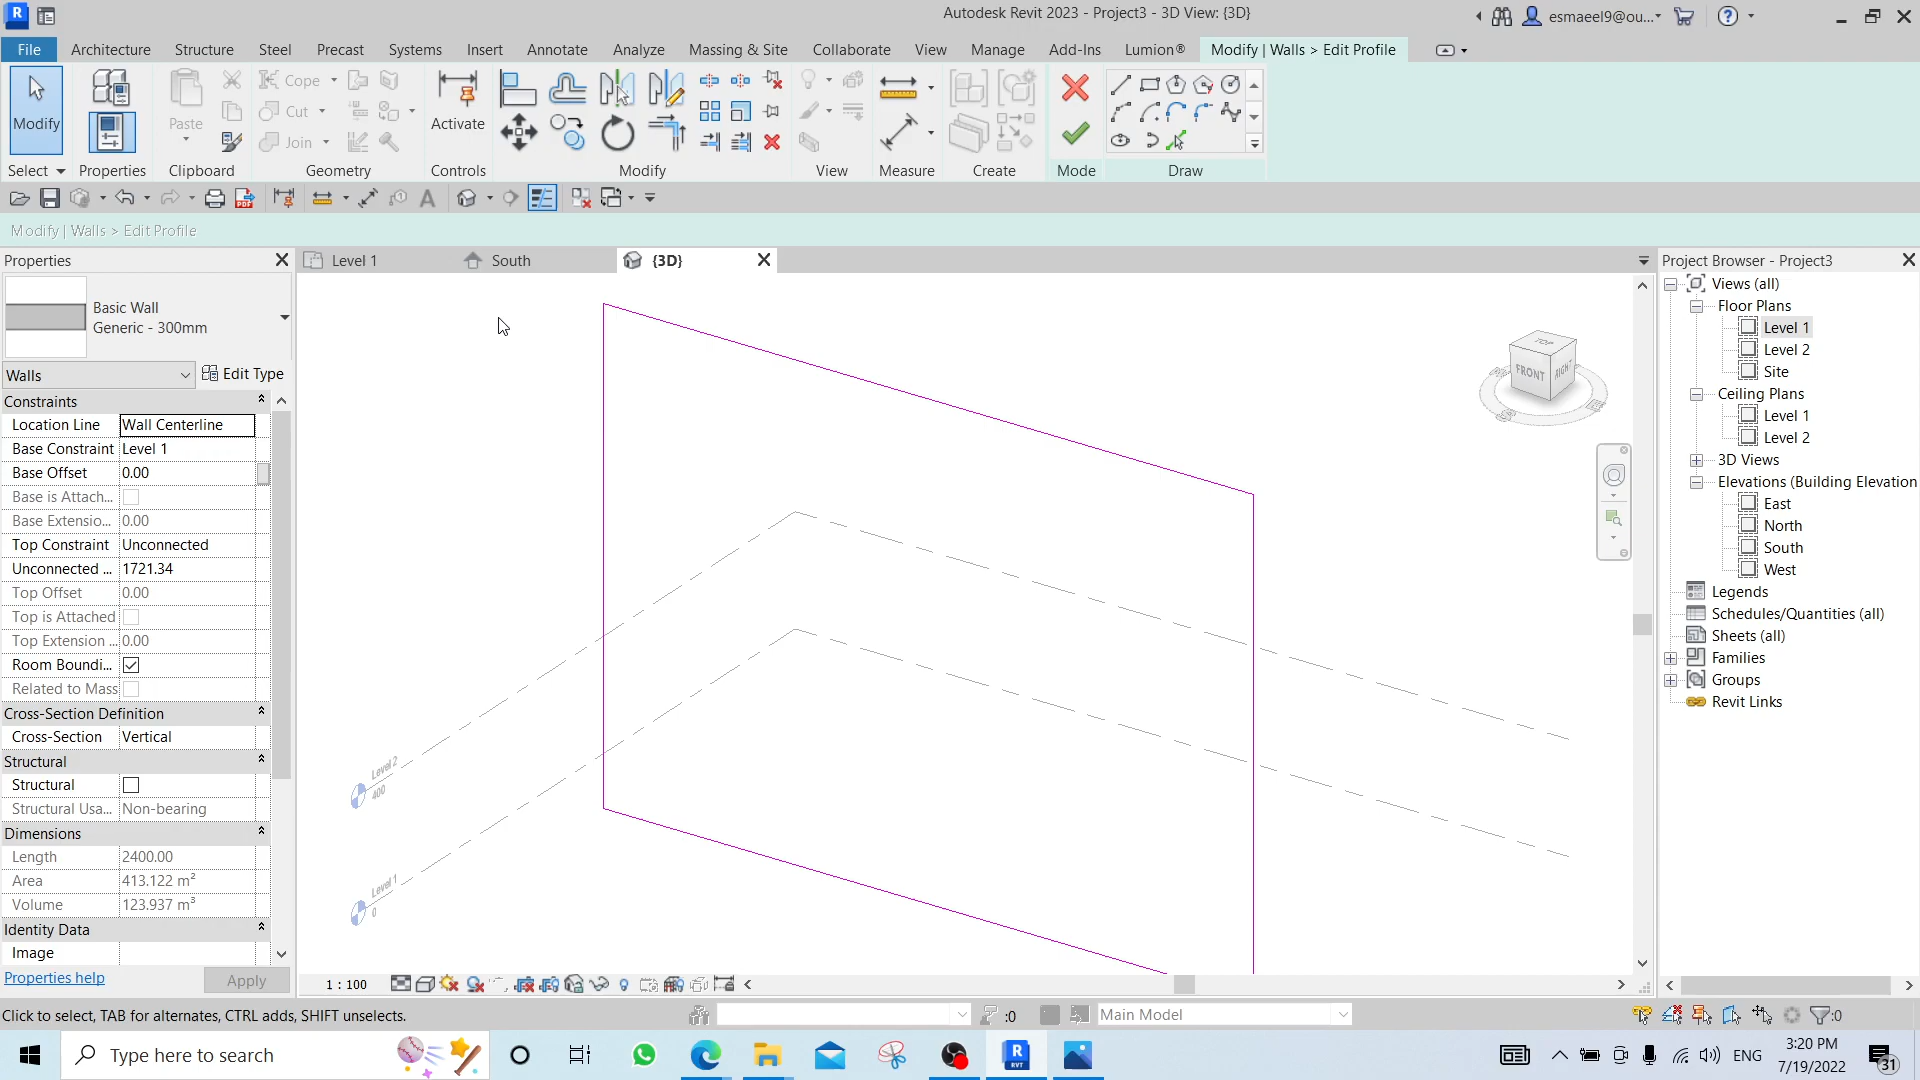 Autodesk Revit 2023 - Project3 - 3D View: {3D}
esmaeel9@ou...
File Architecture Structure Steel Precast Systems Insert Annotate Analyze Massing & Site Collaborate View Manage Add-Ins Lumion® Modify | Walls > Edit Profile
Modify
Paste
Cope
Cut
Join
Activate
Select Properties Clipboard Geometry Controls Modify View Measure Create Mode Draw
Modify | Walls > Edit Profile
Properties
Level 1
South
{3D}
Project Browser - Project3
Basic Wall
Generic - 300mm
Walls
Edit Type
Constraints
Location Line Wall Centerline
Base Constraint Level 1
Base Offset 0.00
Base is Attach...
Base Extensio... 0.00
Top Constraint Unconnected
Unconnected ... 1721.34
Top Offset 0.00
Top is Attached
Top Extension ... 0.00
Room Boundi...
Related to Mass
Cross-Section Definition
Cross-Section Vertical
Structural
Structural
Structural Usa... Non-bearing
Dimensions
Length 2400.00
Area 413.122 m²
Volume 123.937 m³
Identity Data
Image
Properties help
Apply
Level 2
400
Level 1
0
TOP
FRONT
RIGHT
Views (all)
Floor Plans
Level 1
Level 2
Site
Ceiling Plans
Level 1
Level 2
3D Views
Elevations (Building Elevation
East
North
South
West
Legends
Schedules/Quantities (all)
Sheets (all)
Families
Groups
Revit Links
1 : 100
Click to select, TAB for alternates, CTRL adds, SHIFT unselects.
:0
Main Model
:0
Type here to search
ENG
3:20 PM
7/19/2022
31